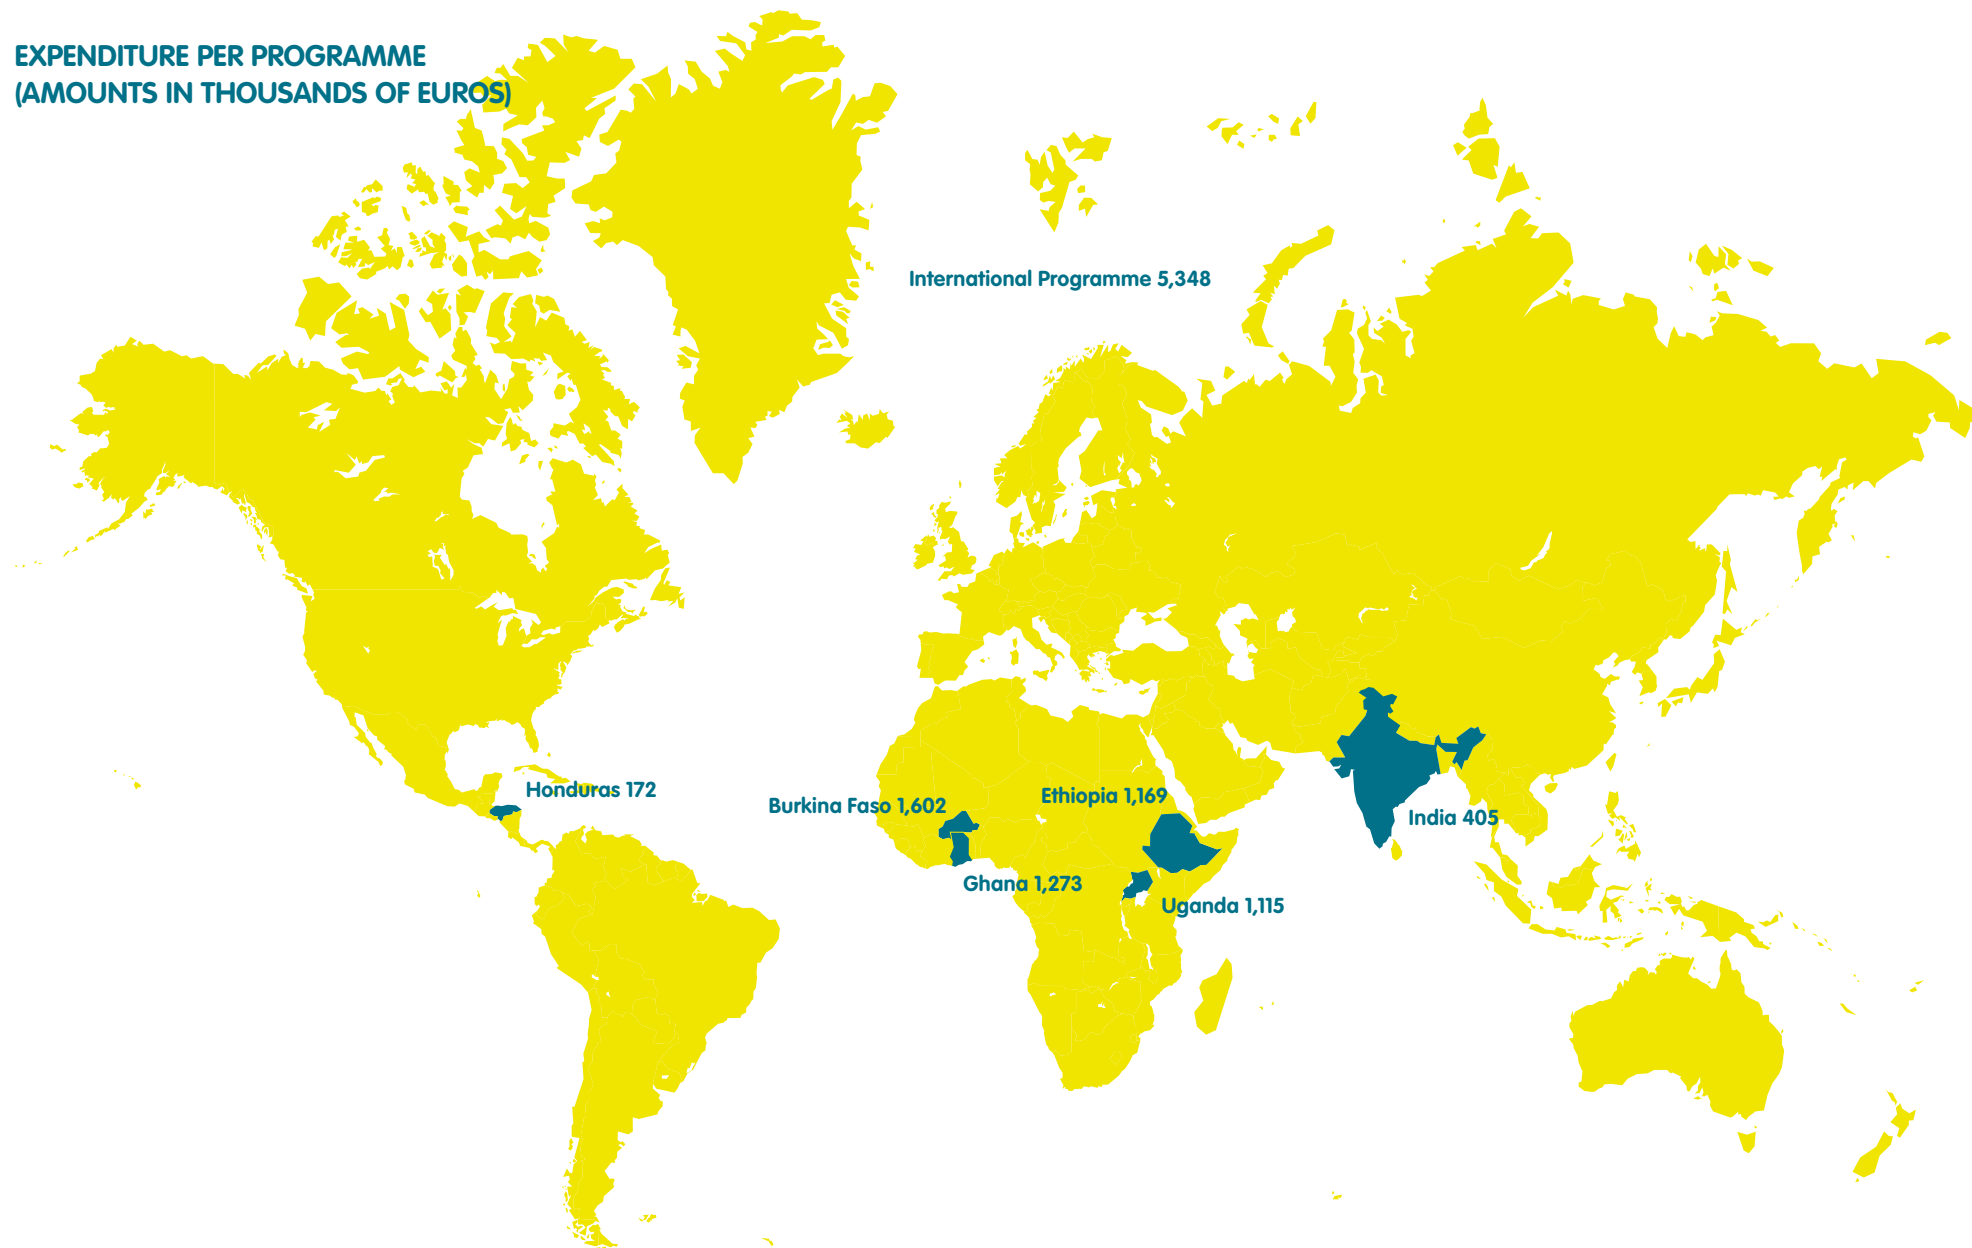 EXPENDITURE PER PROGRAMME
(AMOUNTS IN THOUSANDS OF EUROS)
International Programme 5,348
Honduras 172
Burkina Faso 1,602
Ethiopia 1,169
India 405
Ghana 1,273
Uganda 1,115